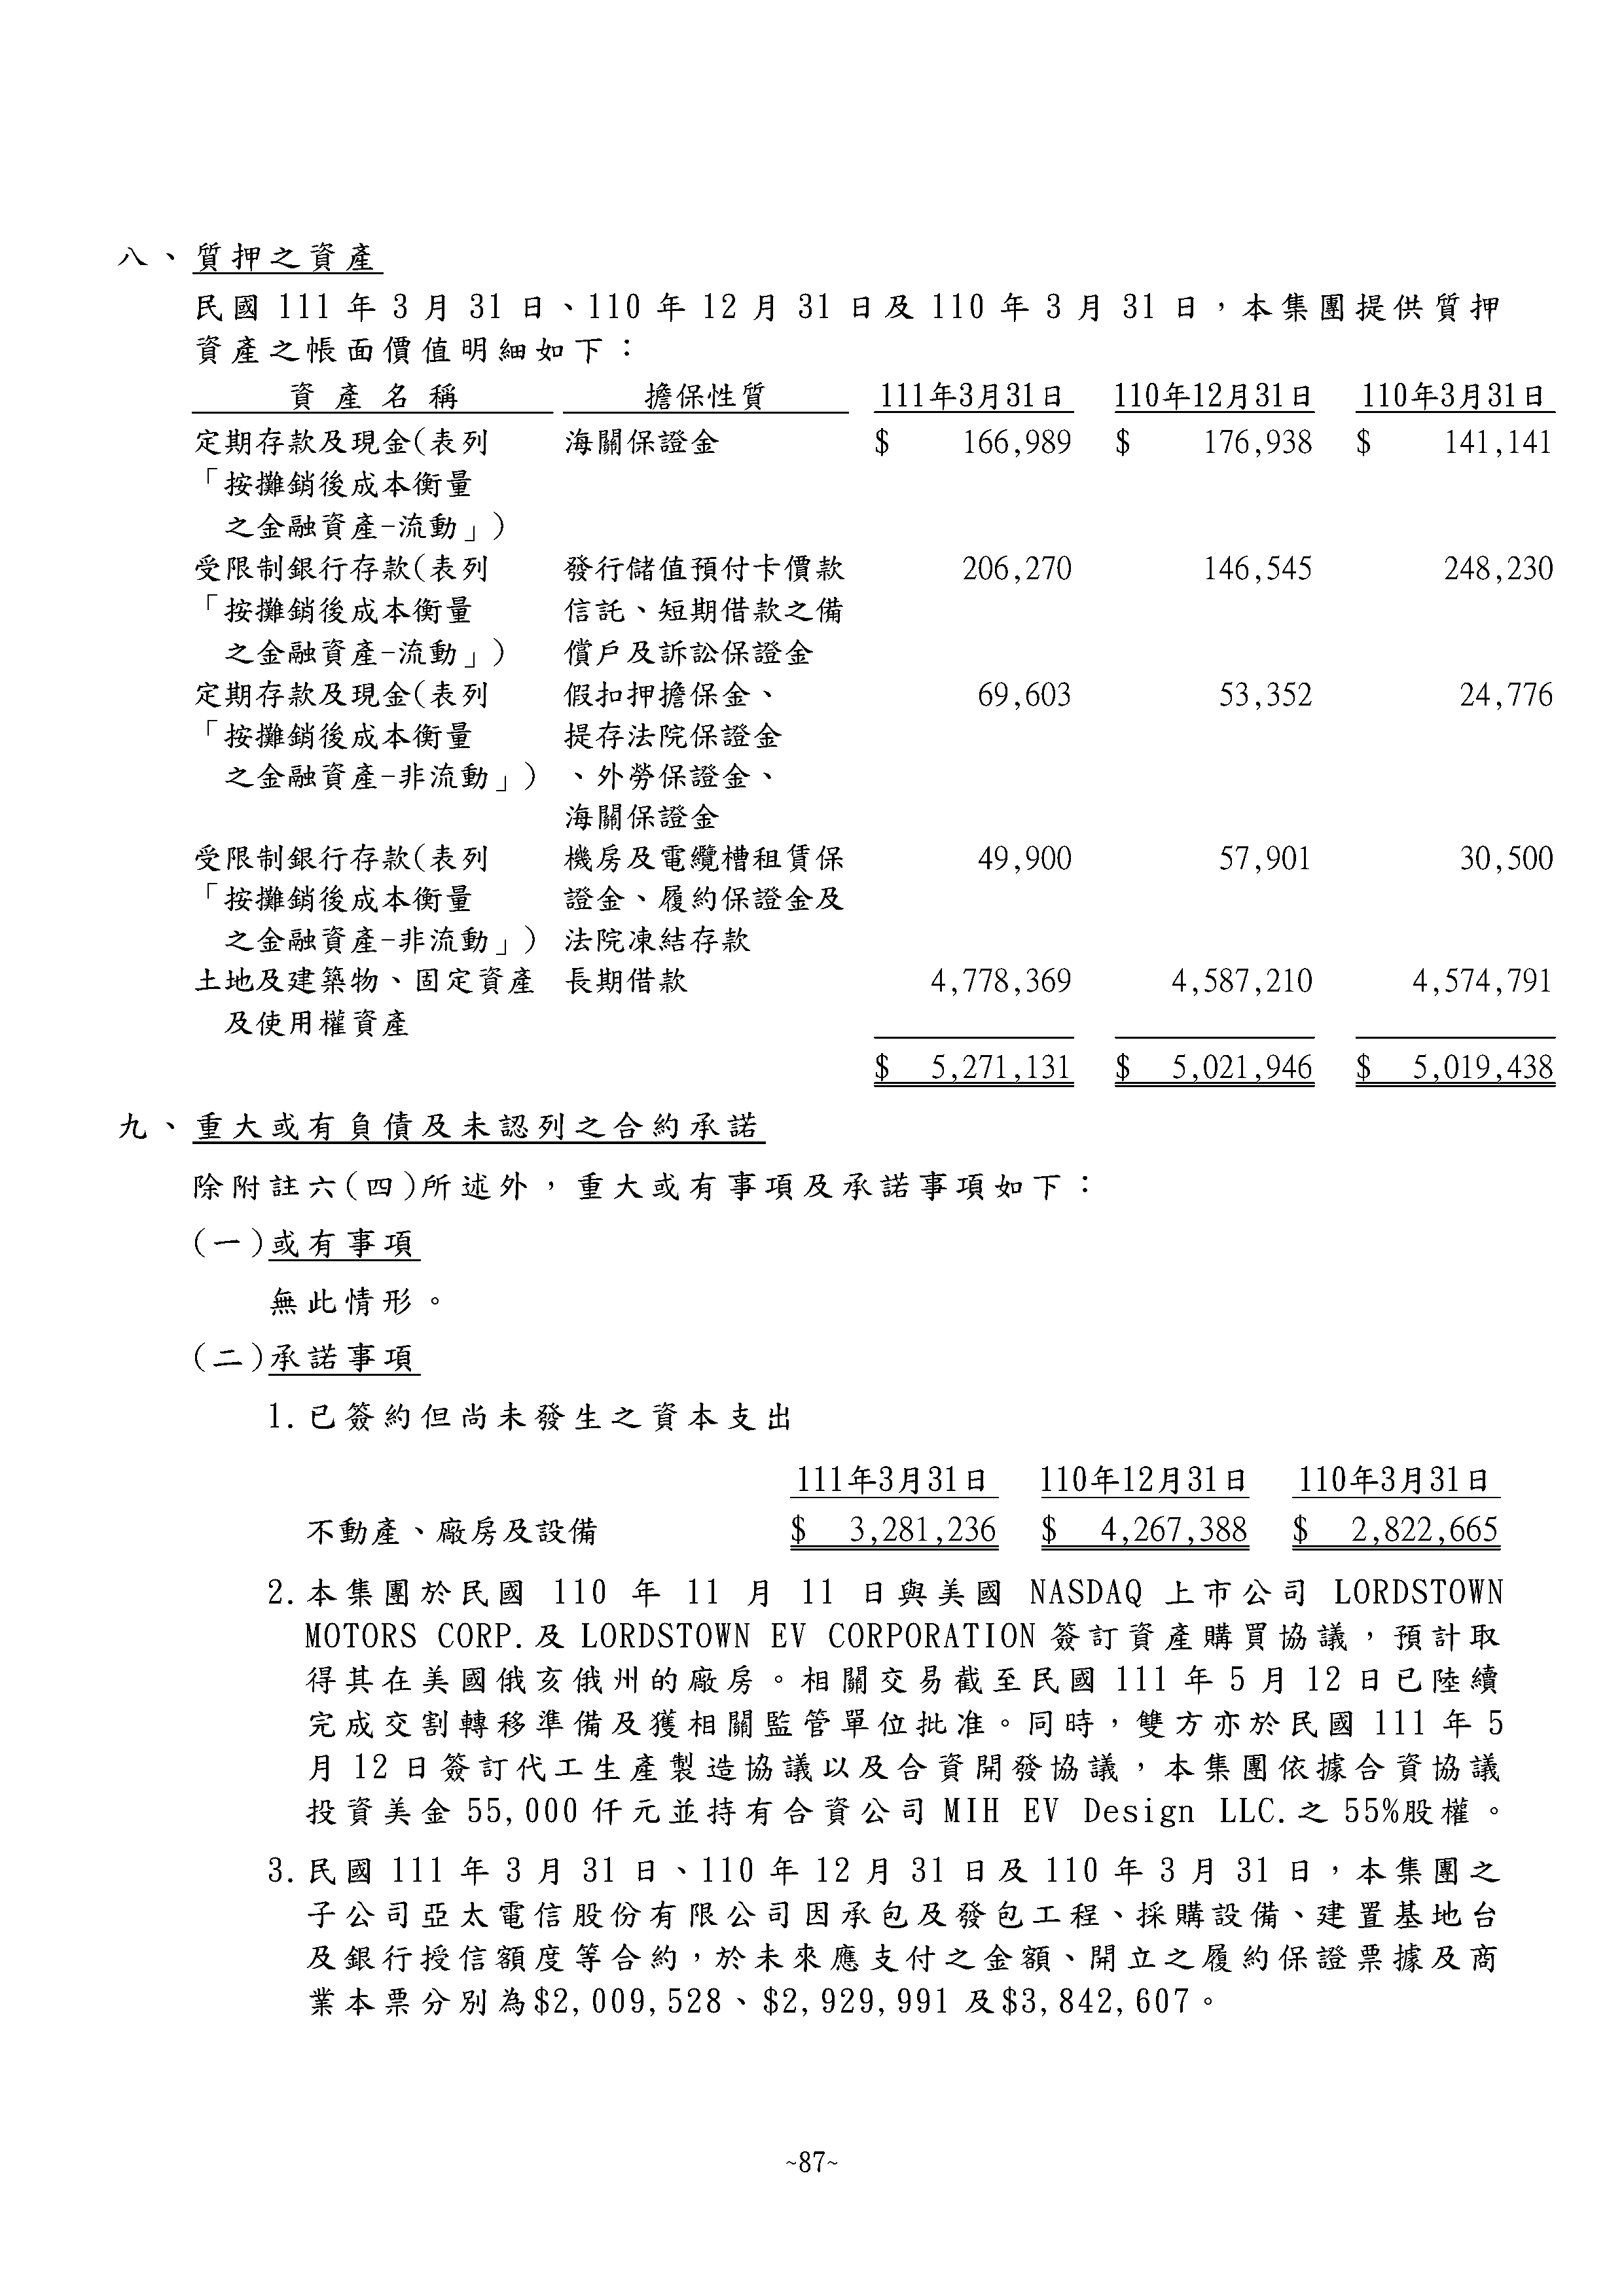 八、質押之資產
民國 111 年 3 月 31 日、110 年 12 月 31 日及 110 年 3 月 31 日，本集團提供質押
資產之帳面價值明細如下：
資 產 名 稱 擔保性質 111年3月31日 110年12月31日 110年3月31日
定期存款及現金(表列 海關保證金 $ 166,989 $ 176,938 $ 141,141
「按攤銷後成本衡量
之金融資產-流動」)
受限制銀行存款(表列 發行儲值預付卡價款 206,270 146,545 248,230
「按攤銷後成本衡量 信託、短期借款之備
之金融資產-流動」) 償戶及訴訟保證金
定期存款及現金(表列 假扣押擔保金、 69,603 53,352 24,776
「按攤銷後成本衡量 提存法院保證金
之金融資產-非流動」) 、外勞保證金、
海關保證金
受限制銀行存款(表列 機房及電纜槽租賃保 49,900 57,901 30,500
「按攤銷後成本衡量 證金、履約保證金及
之金融資產-非流動」) 法院凍結存款
土地及建築物、固定資產 長期借款 4,778,369 4,587,210 4,574,791
及使用權資產
$ 5,271,131 $ 5,021,946 $ 5,019,438
九、重大或有負債及未認列之合約承諾
除附註六(四)所述外，重大或有事項及承諾事項如下：
(一)或有事項
無此情形。
(二)承諾事項
1.已簽約但尚未發生之資本支出
111年3月31日 110年12月31日 110年3月31日
不動產、廠房及設備 $ 3,281,236 $ 4,267,388 $ 2,822,665
2.本集團於民國 110 年 11 月 11 日與美國 NASDAQ 上市公司 LORDSTOWN
MOTORS CORP.及 LORDSTOWN EV CORPORATION 簽訂資產購買協議，預計取
得其在美國俄亥俄州的廠房。相關交易截至民國 111 年 5 月 12 日已陸續
完成交割轉移準備及獲相關監管單位批准。同時，雙方亦於民國 111 年 5
月 12 日簽訂代工生產製造協議以及合資開發協議，本集團依據合資協議
投資美金 55,000 仟元並持有合資公司 MIH EV Design LLC.之 55%股權。
3.民國 111 年 3 月 31 日、110 年 12 月 31 日及 110 年 3 月 31 日，本集團之
子公司亞太電信股份有限公司因承包及發包工程、採購設備、建置基地台
及銀行授信額度等合約，於未來應支付之金額、開立之履約保證票據及商
業本票分別為$2,009,528、$2,929,991 及$3,842,607。
~87~